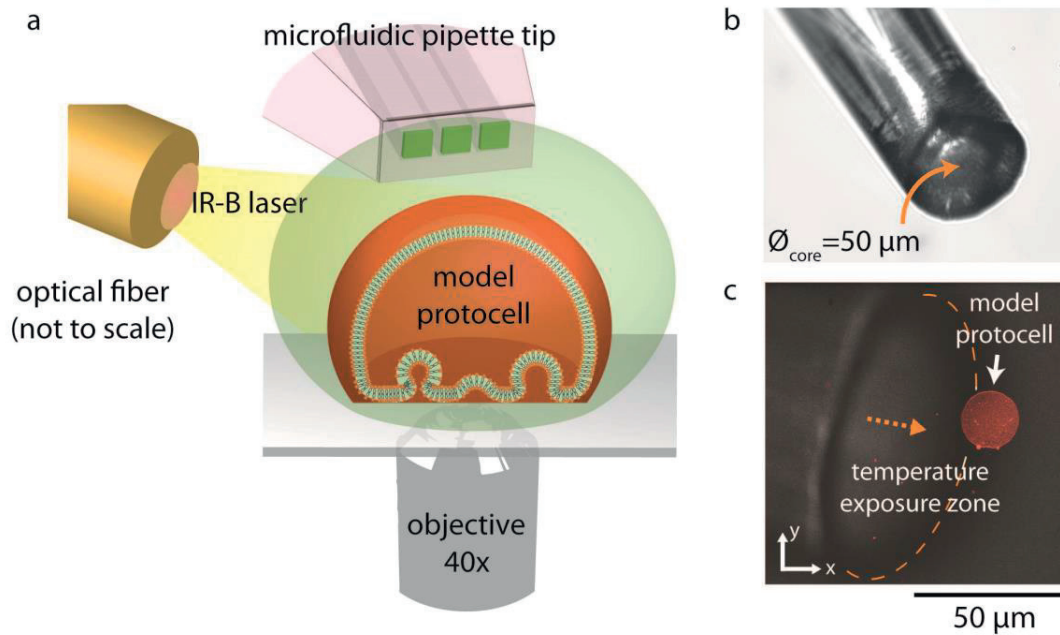 a
microfluidic pipette tip
IR-B laser
optical fiber
(not to scale)
model
protocell
objective
40x
b
Ø core=50 μm
c
model
protocell
temperature
exposure zone
y
x
50 μm